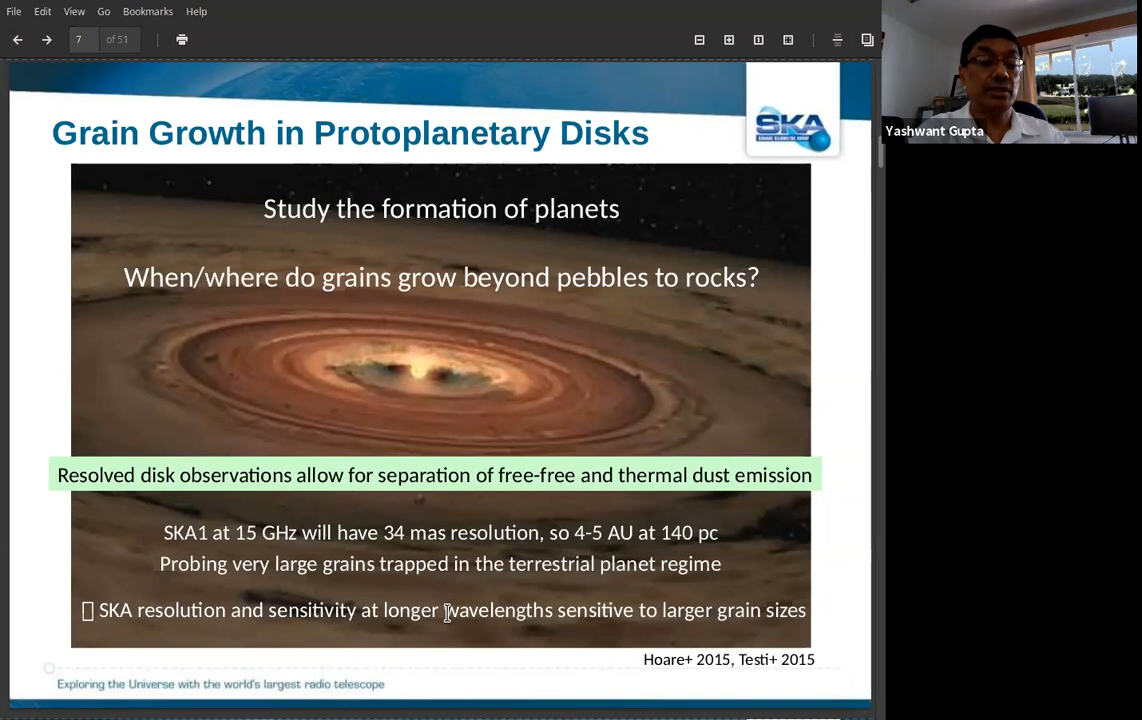 File Edit View Go Bookmarks Help
7 of 51
Yashwant Gupta
SKA
Grain Growth in Protoplanetary Disks
Study the formation of planets
When/where do grains grow beyond pebbles to rocks?
Resolved disk observations allow for separation of free-free and thermal dust emission
SKA1 at 15 GHz will have 34 mas resolution, so 4-5 AU at 140 pc
Probing very large grains trapped in the terrestrial planet regime
SKA resolution and sensitivity at longer wavelengths sensitive to larger grain sizes
Hoare+ 2015, Testi+ 2015
Exploring the Universe with the world's largest radio telescope